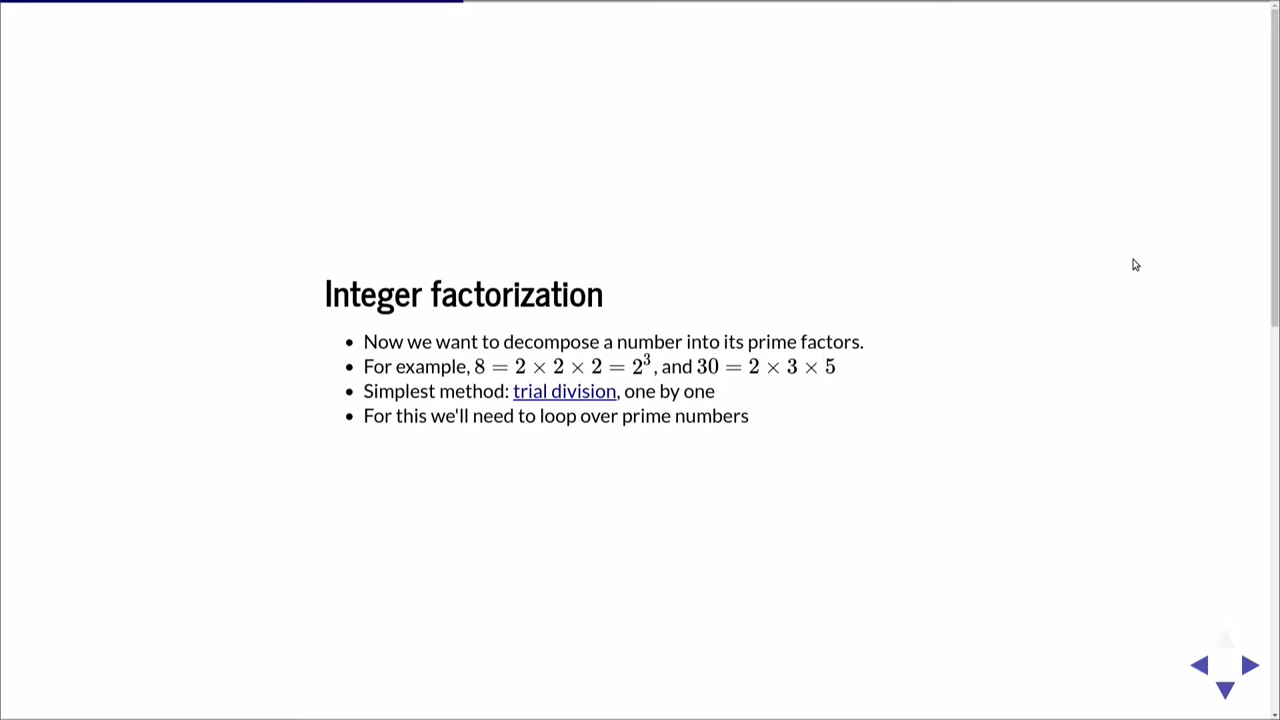 Integer factorization
• Now we want to decompose a number into its prime factors.
• For example, 8 = 2 × 2 × 2 = 2³, and 30 = 2 × 3 × 5
• Simplest method: trial division, one by one
• For this we'll need to loop over prime numbers